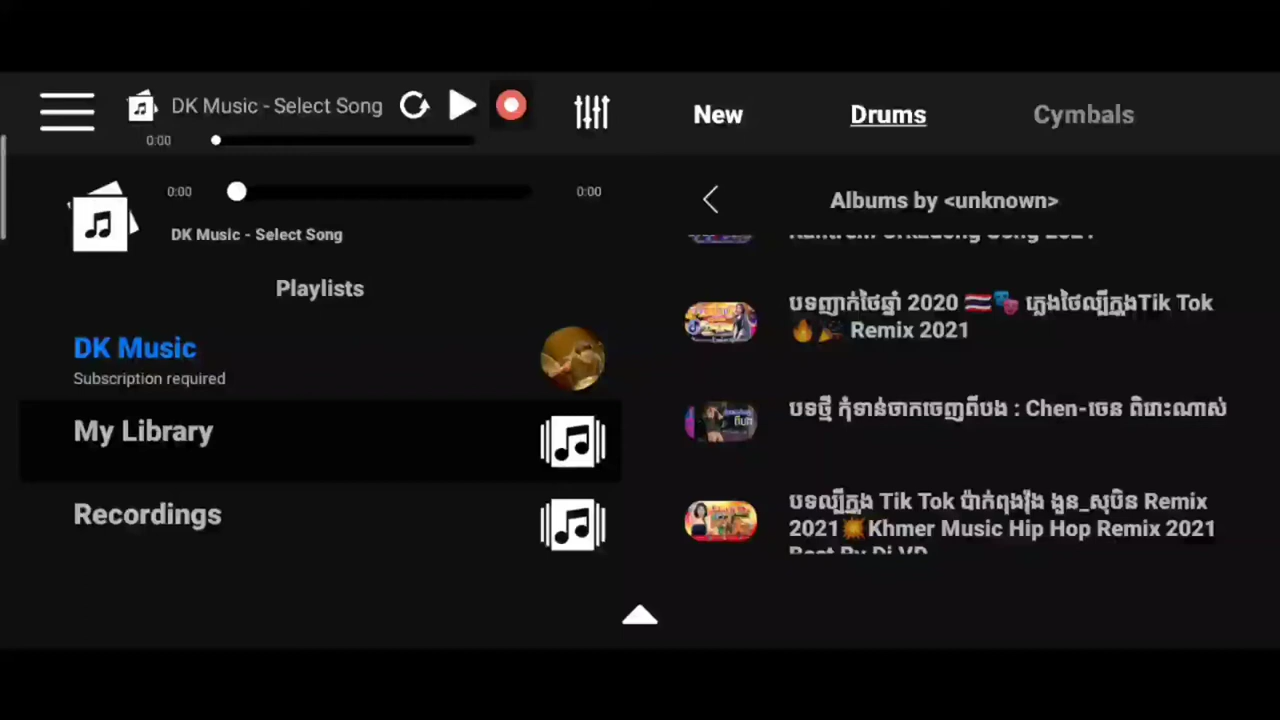 DK Music - Select Song
New
Drums
Cymbals
0:00
0:00
0:00
DK Music - Select Song
Albums by <unknown>
Playlists
DK Music
Subscription required
My Library
Recordings
បទញាក់ថៃឆ្នាំ 2020 🇹🇭🎭 ភ្លេងថៃល្បីក្នុងTik Tok
🔥🎉 Remix 2021
បទថ្មី កុំទាន់ចាកចេញពីបង : Chen-ចេន ពិរោះណាស់
បទល្បីក្នុង Tik Tok ប៉ាក់ពុងវ៉ុង ងួន_សុបិន Remix
2021💥Khmer Music Hip Hop Remix 2021